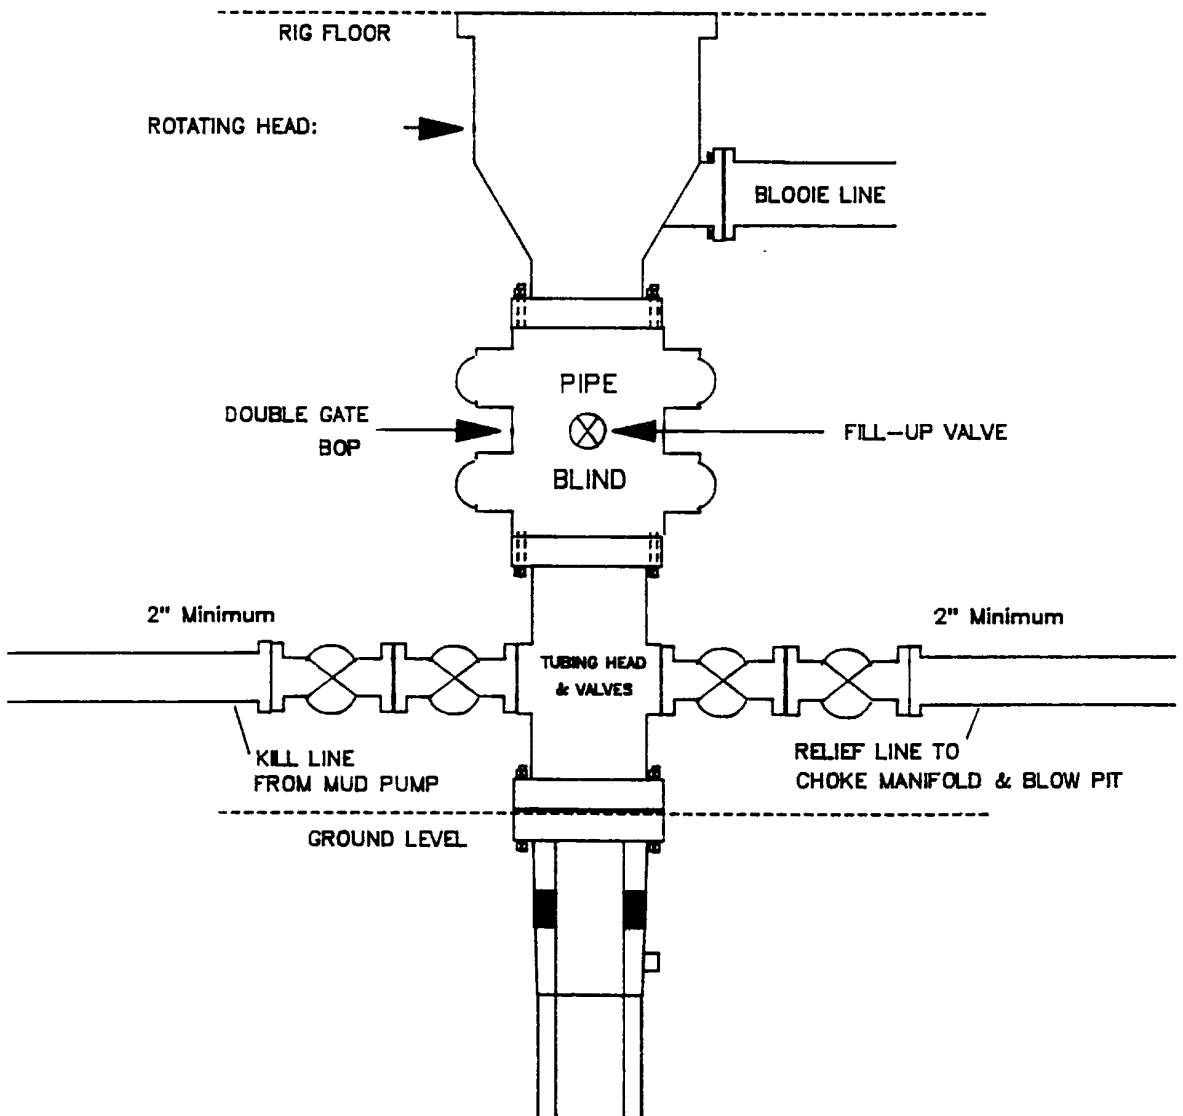 RIG FLOOR
ROTATING HEAD:
BLOOIE LINE
PIPE
DOUBLE GATE
BOP
FILL-UP VALVE
BLIND
2" Minimum
2" Minimum
TUBING HEAD
& VALVES
KILL LINE
FROM MUD PUMP
RELIEF LINE TO
CHOKE MANIFOLD & BLOW PIT
GROUND LEVEL